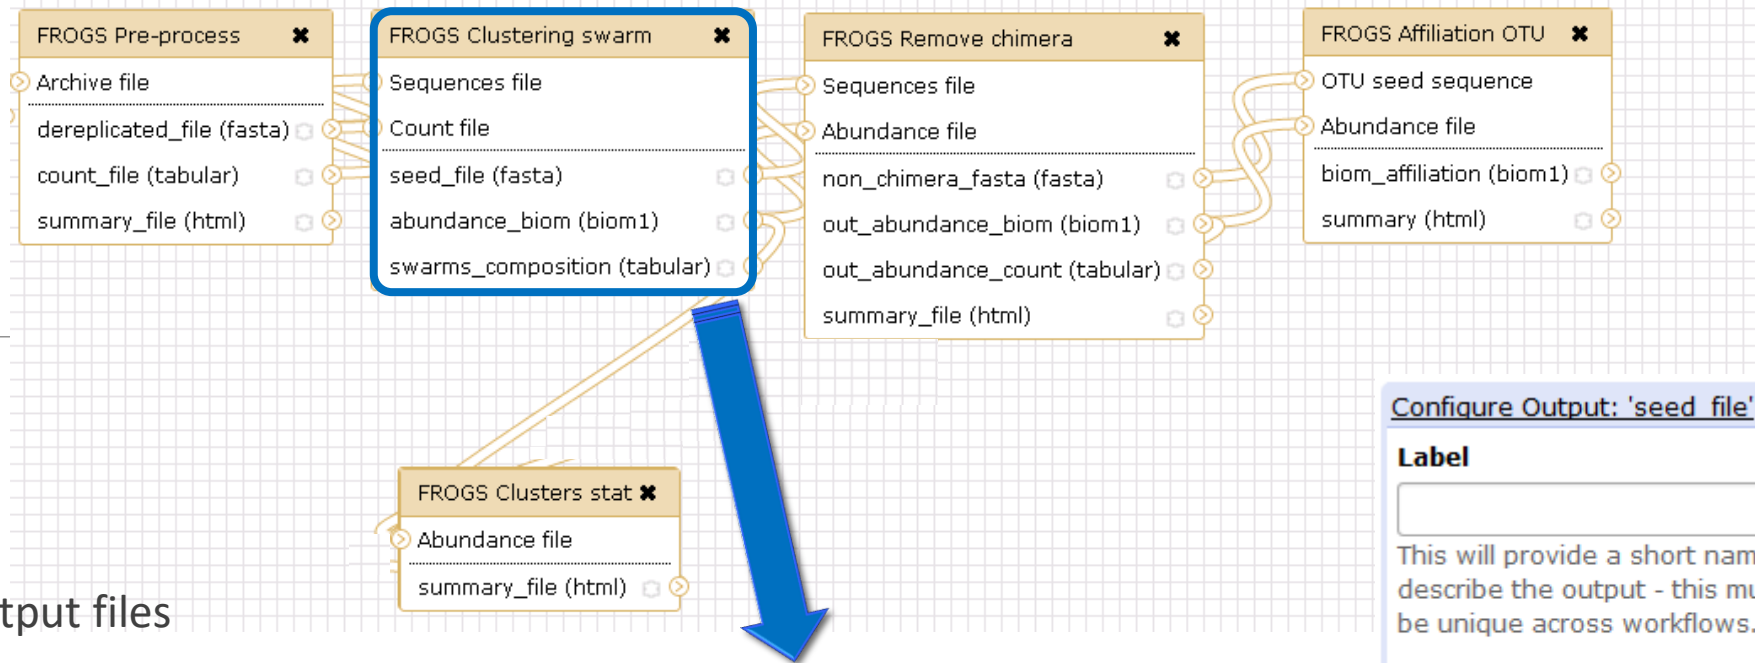 FROGS Pre-process ✖
Archive file
dereplicated_file (fasta)
count_file (tabular)
summary_file (html)
FROGS Clustering swarm ✖
Sequences file
Count file
seed_file (fasta)
abundance_biom (biom1)
swarms_composition (tabular)
FROGS Remove chimera ✖
Sequences file
Abundance file
non_chimera_fasta (fasta)
out_abundance_biom (biom1)
out_abundance_count (tabular)
summary_file (html)
FROGS Affiliation OTU ✖
OTU seed sequence
Abundance file
biom_affiliation (biom1)
summary (html)
FROGS Clusters stat ✖
Abundance file
summary_file (html)
tput files
Configure Output: 'seed_file'
Label
This will provide a short nam
describe the output - this mu
be unique across workflows.